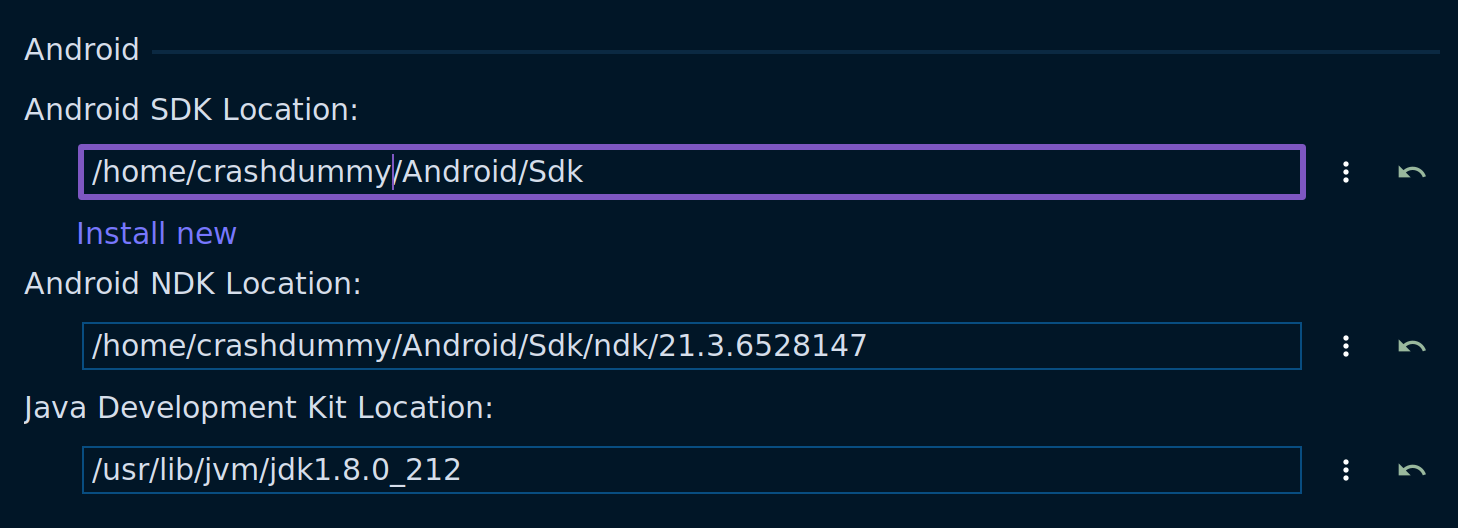 Android
Android SDK Location:
/home/crashdummy/Android/Sdk
Install new
Android NDK Location:
/home/crashdummy/Android/Sdk/ndk/21.3.6528147
Java Development Kit Location:
/usr/lib/jvm/jdk1.8.0_212